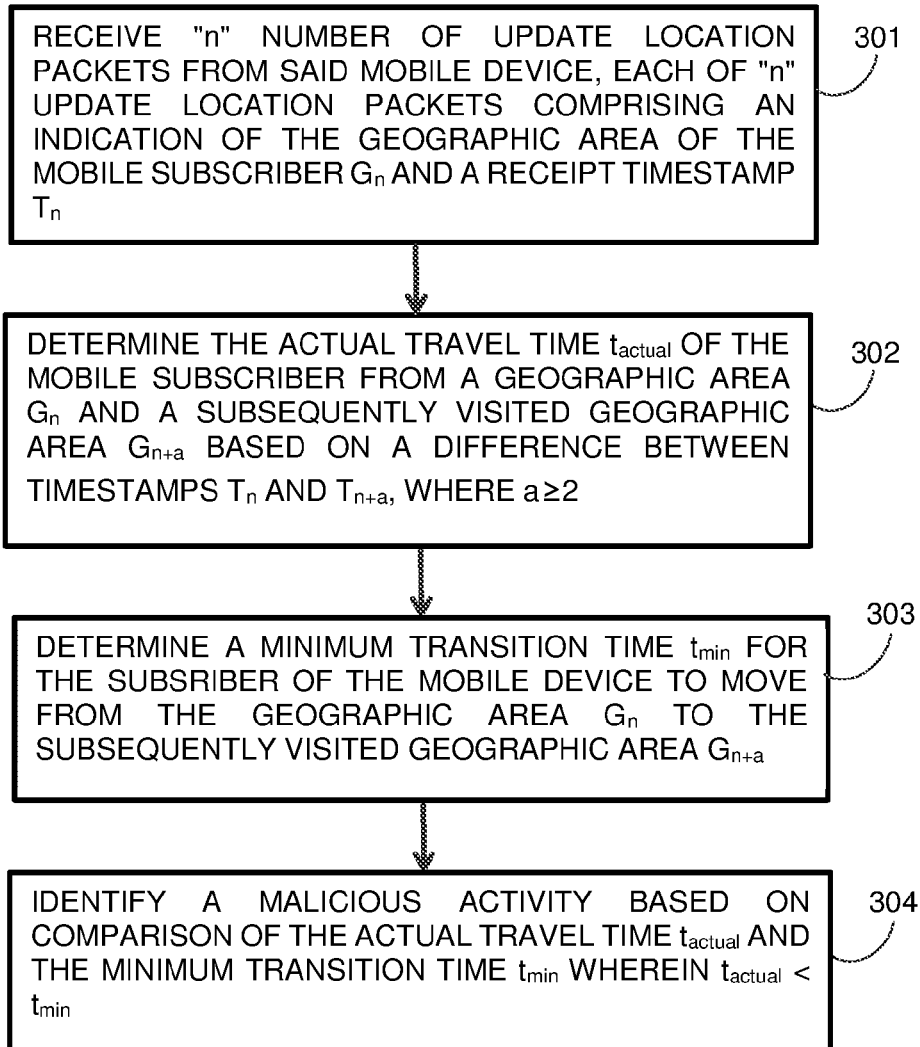 RECEIVE "n" NUMBER OF UPDATE LOCATION
PACKETS FROM SAID MOBILE DEVICE, EACH OF "n"
UPDATE LOCATION PACKETS COMPRISING AN
INDICATION OF THE GEOGRAPHIC AREA OF THE
MOBILE SUBSCRIBER Gn AND A RECEIPT TIMESTAMP
Tn
301
DETERMINE THE ACTUAL TRAVEL TIME tactual OF THE
MOBILE SUBSCRIBER FROM A GEOGRAPHIC AREA
Gn AND A SUBSEQUENTLY VISITED GEOGRAPHIC
AREA Gn+a BASED ON A DIFFERENCE BETWEEN
TIMESTAMPS Tn AND Tn+a, WHERE a≥2
302
DETERMINE A MINIMUM TRANSITION TIME tmin FOR
THE SUBSRIBER OF THE MOBILE DEVICE TO MOVE
FROM THE GEOGRAPHIC AREA Gn TO THE
SUBSEQUENTLY VISITED GEOGRAPHIC AREA Gn+a
303
IDENTIFY A MALICIOUS ACTIVITY BASED ON
COMPARISON OF THE ACTUAL TRAVEL TIME tactual AND
THE MINIMUM TRANSITION TIME tmin WHEREIN tactual <
tmin
304